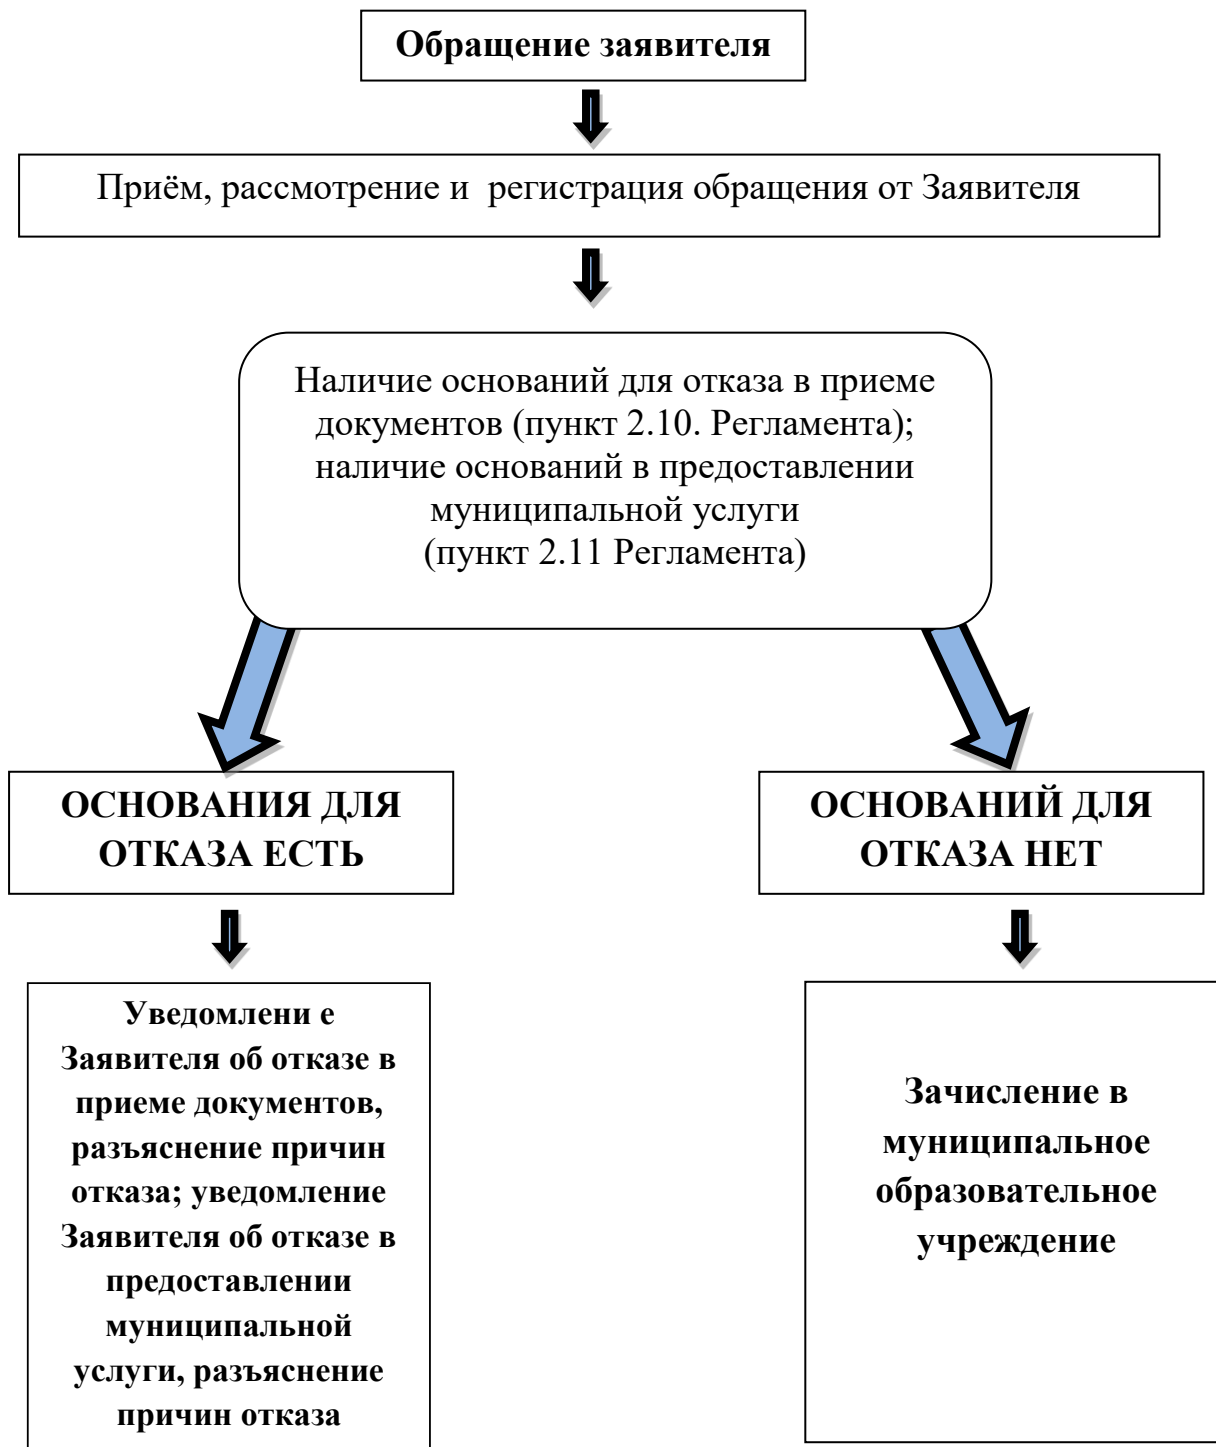 Обращение заявителя
Приём, рассмотрение и  регистрация обращения от Заявителя
Наличие оснований для отказа в приеме
документов (пункт 2.10. Регламента);
наличие оснований в предоставлении
муниципальной услуги
(пункт 2.11 Регламента)
ОСНОВАНИЯ ДЛЯ
ОТКАЗА ЕСТЬ
ОСНОВАНИЙ ДЛЯ
ОТКАЗА НЕТ
Уведомлени е
Заявителя об отказе в
приеме документов,
разъяснение причин
отказа; уведомление
Заявителя об отказе в
предоставлении
муниципальной
услуги, разъяснение
причин отказа
Зачисление в
муниципальное
образовательное
учреждение